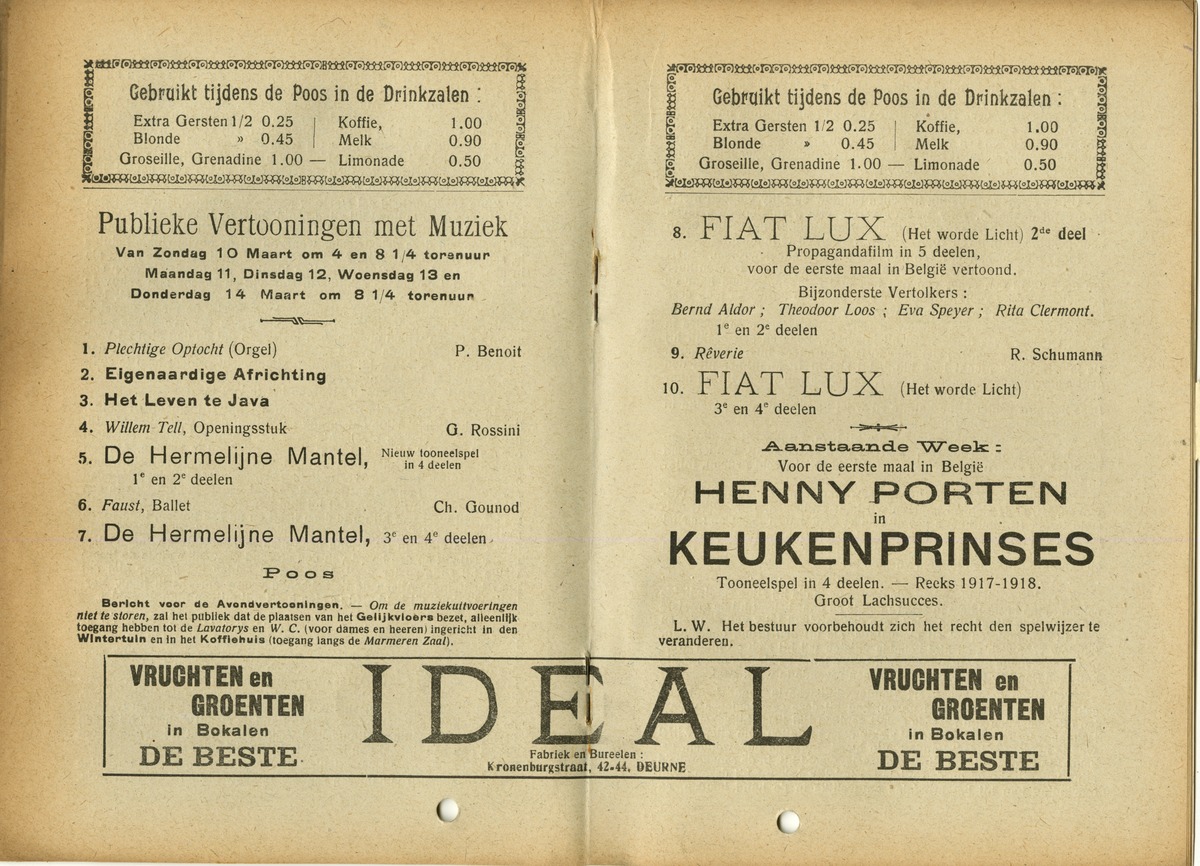 Gebruikt tijdens de Poos in de Drinkzalen :
Extra Gersten 1/2 0.25 | Koffie, 1.00
Blonde » 0.45 | Melk 0.90
Groseille, Grenadine 1.00 — Limonade 0.50
Publieke Vertooningen met Muziek
Van Zondag 10 Maart om 4 en 8 1/4 torenuur
Maandag 11, Dinsdag 12, Woensdag 13 en
Donderdag 14 Maart om 8 1/4 torenuur
1. Plechtige Optocht (Orgel) P. Benoit
2. Eigenaardige Africhting
3. Het Leven te Java
4. Willem Tell, Openingsstuk G. Rossini
5. De Hermelijne Mantel, Nieuw tooneelspel
in 4 deelen
1e en 2e deelen
6. Faust, Ballet Ch. Gounod
7. De Hermelijne Mantel, 3e en 4e deelen
Poos
Bericht voor de Avondvertooningen. — Om de muziekuitvoeringen
niet te storen, zal het publiek dat de plaatsen van het Gelijkvloers bezet, alleenlijk
toegang hebben tot de Lavatorys en W. C. (voor dames en heeren) ingericht in den
Wintertuin en in het Koffiehuis (toegang langs de Marmeren Zaal).
Gebruikt tijdens de Poos in de Drinkzalen :
Extra Gersten 1/2 0.25 | Koffie, 1.00
Blonde » 0.45 | Melk 0.90
Groseille, Grenadine 1.00 — Limonade 0.50
8. FIAT LUX (Het worde Licht) 2de deel
Propagandafilm in 5 deelen,
voor de eerste maal in België vertoond.
Bijzonderste Vertolkers :
Bernd Aldor ; Theodoor Loos ; Eva Speyer ; Rita Clermont.
1e en 2e deelen
9. Rêverie R. Schumann
10. FIAT LUX (Het worde Licht)
3e en 4e deelen
Aanstaande Week :
Voor de eerste maal in België
HENNY PORTEN
in
KEUKENPRINSES
Tooneelspel in 4 deelen. — Reeks 1917-1918.
Groot Lachsucces.
L. W. Het bestuur voorbehoudt zich het recht den spelwijzer te
veranderen.
VRUCHTEN en
GROENTEN
in Bokalen
DE BESTE
IDEAL
Fabriek en Bureelen :
Kronenburgstraat, 42-44, DEURNE
VRUCHTEN en
GROENTEN
in Bokalen
DE BESTE